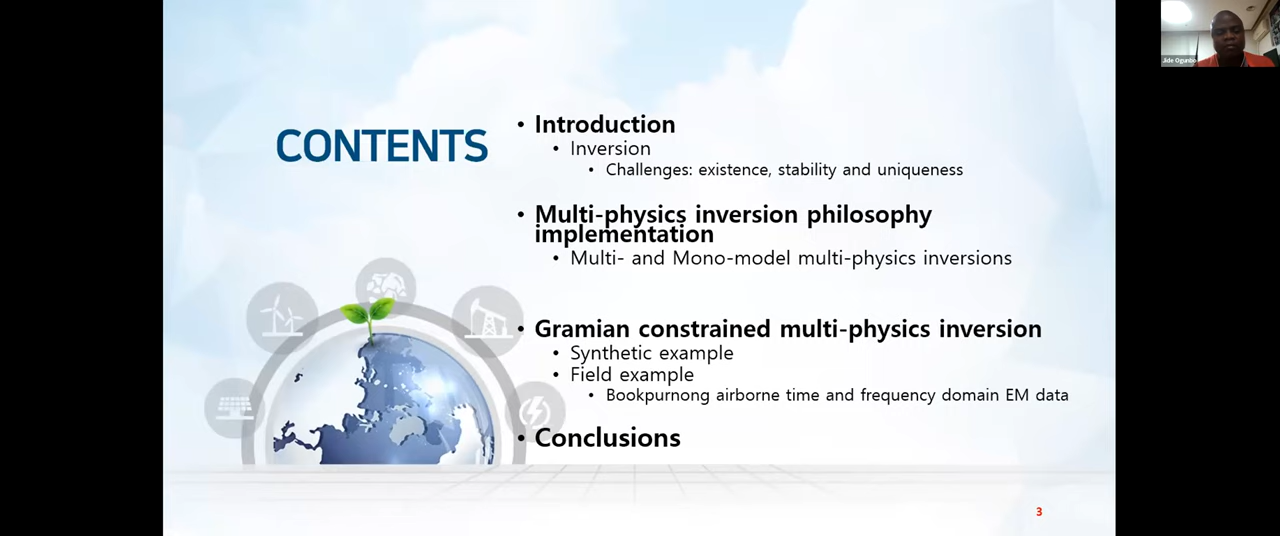 CONTENTS
• Introduction
• Inversion
• Challenges: existence, stability and uniqueness
• Multi-physics inversion philosophy
implementation
• Multi- and Mono-model multi-physics inversions
• Gramian constrained multi-physics inversion
• Synthetic example
• Field example
• Bookpurnong airborne time and frequency domain EM data
• Conclusions
3
Jide